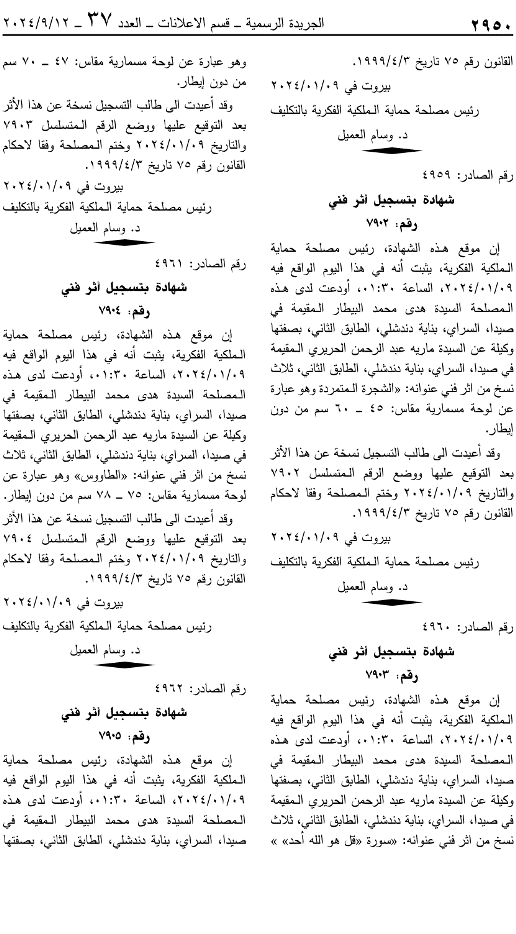 ٢٩٥٠
الجريدة الرسمية ــ قسم الاعلانات ــ العدد ٣٧ ــ ٢٠٢٤/٩/١٢
القانون رقم ٧٥ تاريخ ١٩٩٩/٤/٣.
بيروت في ٢٠٢٤/٠١/٠٩
رئيس مصلحة حماية الملكية الفكرية بالتكليف
د. وسام العميل
رقم الصادر: ٤٩٥٩
شهادة بتسجيل أثر فني
رقم: ٧٩٠٢
إن موقع هذه الشهادة، رئيس مصلحة حماية
الملكية الفكرية، يثبت أنه في هذا اليوم الواقع فيه
٢٠٢٤/٠١/٠٩، الساعة ٠١:٣٠، أودعت لدى هذه
المصلحة السيدة هدى محمد البيطار المقيمة في
صيدا، السراي، بناية دندشلي، الطابق الثاني، بصفتها
وكيلة عن السيدة ماريه عبد الرحمن الحريري المقيمة
في صيدا، السراي، بناية دندشلي، الطابق الثاني، ثلاث
نسخ من اثر فني عنوانه: «الشجرة المتمردة وهو عبارة
عن لوحة مسمارية مقاس: ٤٥ ــ ٦٠ سم من دون
إيطار.
وقد أعيدت الى طالب التسجيل نسخة عن هذا الأثر
بعد التوقيع عليها ووضع الرقم المتسلسل ٧٩٠٢
والتاريخ ٢٠٢٤/٠١/٠٩ وختم المصلحة وفقا لاحكام
القانون رقم ٧٥ تاريخ ١٩٩٩/٤/٣.
بيروت في ٢٠٢٤/٠١/٠٩
رئيس مصلحة حماية الملكية الفكرية بالتكليف
د. وسام العميل
رقم الصادر: ٤٩٦٠
شهادة بتسجيل أثر فني
رقم: ٧٩٠٣
إن موقع هذه الشهادة، رئيس مصلحة حماية
الملكية الفكرية، يثبت أنه في هذا اليوم الواقع فيه
٢٠٢٤/٠١/٠٩، الساعة ٠١:٣٠، أودعت لدى هذه
المصلحة السيدة هدى محمد البيطار المقيمة في
صيدا، السراي، بناية دندشلي، الطابق الثاني، بصفتها
وكيلة عن السيدة ماريه عبد الرحمن الحريري المقيمة
في صيدا، السراي، بناية دندشلي، الطابق الثاني، ثلاث
نسخ من اثر فني عنوانه: «سورة «قل هو الله أحد» »
وهو عبارة عن لوحة مسمارية مقاس: ٤٧ ــ ٧٠ سم
من دون إيطار.
وقد أعيدت الى طالب التسجيل نسخة عن هذا الأثر
بعد التوقيع عليها ووضع الرقم المتسلسل ٧٩٠٣
والتاريخ ٢٠٢٤/٠١/٠٩ وختم المصلحة وفقا لاحكام
القانون رقم ٧٥ تاريخ ١٩٩٩/٤/٣.
بيروت في ٢٠٢٤/٠١/٠٩
رئيس مصلحة حماية الملكية الفكرية بالتكليف
د. وسام العميل
رقم الصادر: ٤٩٦١
شهادة بتسجيل أثر فني
رقم: ٧٩٠٤
إن موقع هذه الشهادة، رئيس مصلحة حماية
الملكية الفكرية، يثبت أنه في هذا اليوم الواقع فيه
٢٠٢٤/٠١/٠٩، الساعة ٠١:٣٠، أودعت لدى هذه
المصلحة السيدة هدى محمد البيطار المقيمة في
صيدا، السراي، بناية دندشلي، الطابق الثاني، بصفتها
وكيلة عن السيدة ماريه عبد الرحمن الحريري المقيمة
في صيدا، السراي، بناية دندشلي، الطابق الثاني، ثلاث
نسخ من اثر فني عنوانه: «الطاووس» وهو عبارة عن
لوحة مسمارية مقاس: ٧٥ ــ ٧٨ سم من دون إيطار.
وقد أعيدت الى طالب التسجيل نسخة عن هذا الأثر
بعد التوقيع عليها ووضع الرقم المتسلسل ٧٩٠٤
والتاريخ ٢٠٢٤/٠١/٠٩ وختم المصلحة وفقا لاحكام
القانون رقم ٧٥ تاريخ ١٩٩٩/٤/٣.
بيروت في ٢٠٢٤/٠١/٠٩
رئيس مصلحة حماية الملكية الفكرية بالتكليف
د. وسام العميل
رقم الصادر: ٤٩٦٢
شهادة بتسجيل أثر فني
رقم: ٧٩٠٥
إن موقع هذه الشهادة، رئيس مصلحة حماية
الملكية الفكرية، يثبت أنه في هذا اليوم الواقع فيه
٢٠٢٤/٠١/٠٩، الساعة ٠١:٣٠، أودعت لدى هذه
المصلحة السيدة هدى محمد البيطار المقيمة في
صيدا، السراي، بناية دندشلي، الطابق الثاني، بصفتها